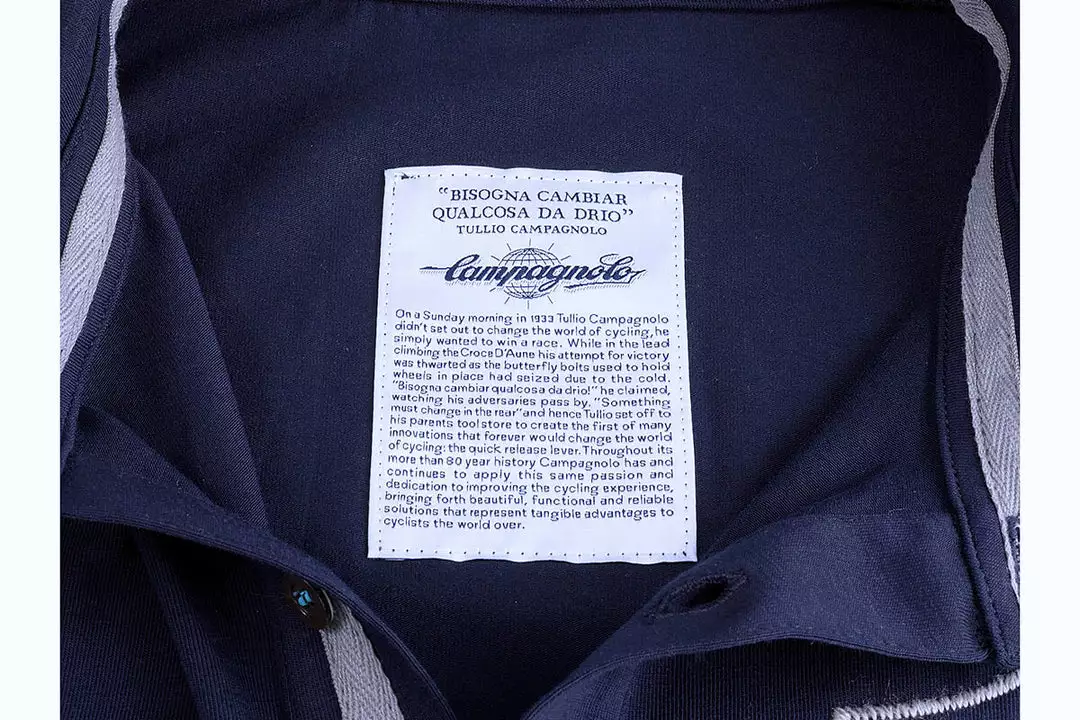 “BISOGNA CAMBIAR
QUALCOSA DA DRIO”
TULLIO CAMPAGNOLO
Campagnolo
On a Sunday morning in 1933 Tullio Campagnolo
didn't set out to change the world of cycling, he
simply wanted to win a race. While in the lead
climbing the Croce D'Aune his attempt for victory
was thwarted as the butterfly bolts used to hold
wheels in place had seized due to the cold.
"Bisogna cambiar qualcosa da drio!" he claimed,
watching his adversaries pass by. "Something
must change in the rear" and hence Tullio set off to
his parents tool store to create the first of many
innovations that forever would change the world
of cycling: the quick release lever. Throughout its
more than 80 year history Campagnolo has and
continues to apply this same passion and
dedication to improving the cycling experience,
bringing forth beautiful, functional and reliable
solutions that represent tangible advantages to
cyclists the world over.